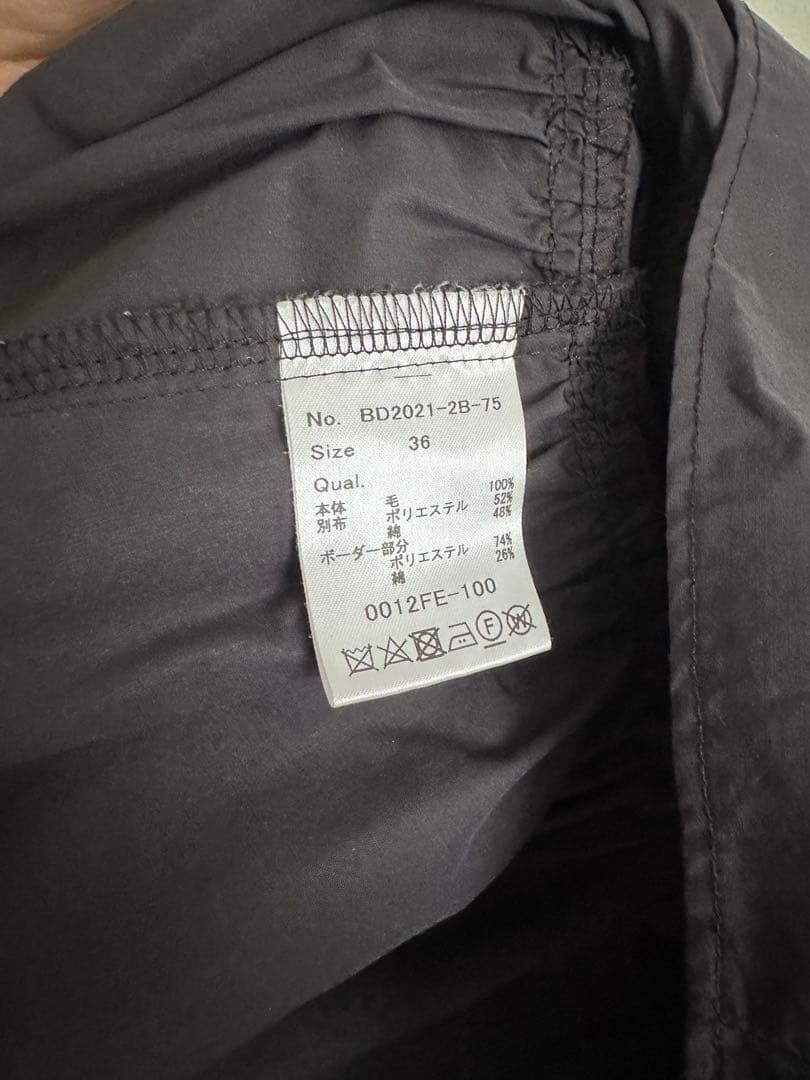 No. BD2021-2B-75
Size 36
Qual.
本体 毛 100%
別布 ポリエステル 52%
綿 48%
ボーダー部分
ポリエステル 74%
綿 26%
0012FE-100
F W